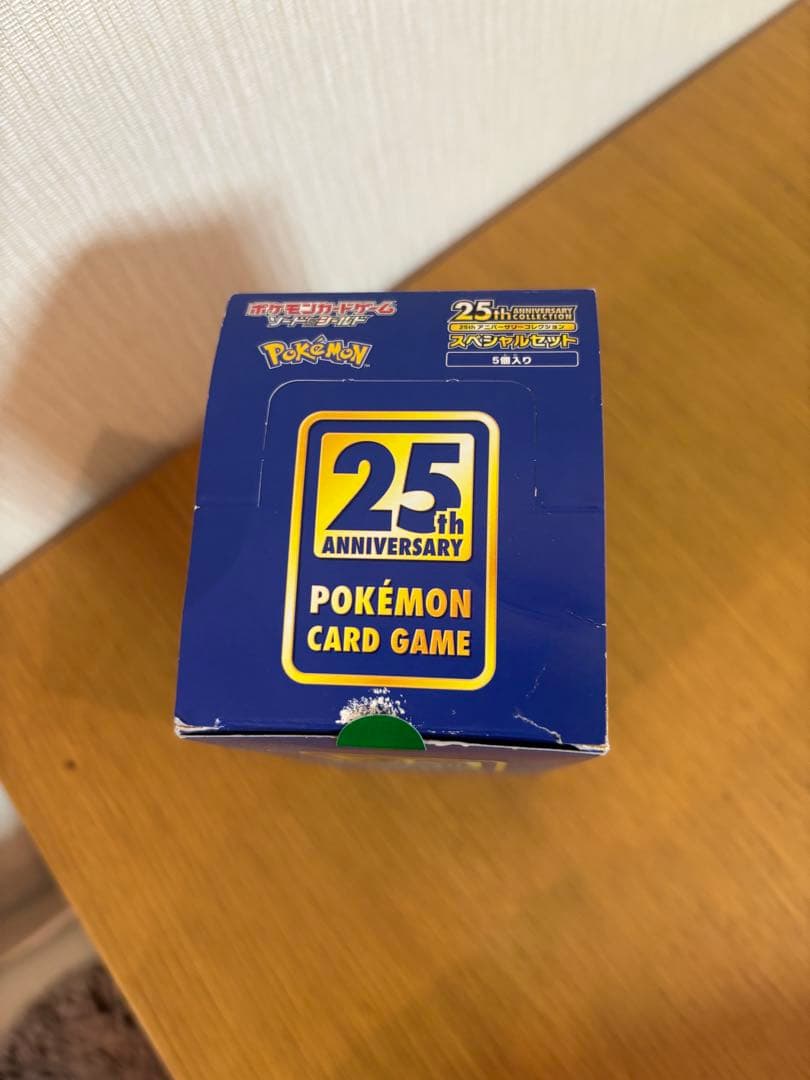 ポケモンカードゲーム
ソード&シールド
POKéMON
25th ANNIVERSARY COLLECTION
25th アニバーサリーコレクション
スペシャルセット
5個入り
25th
ANNIVERSARY
POKÉMON
CARD GAME